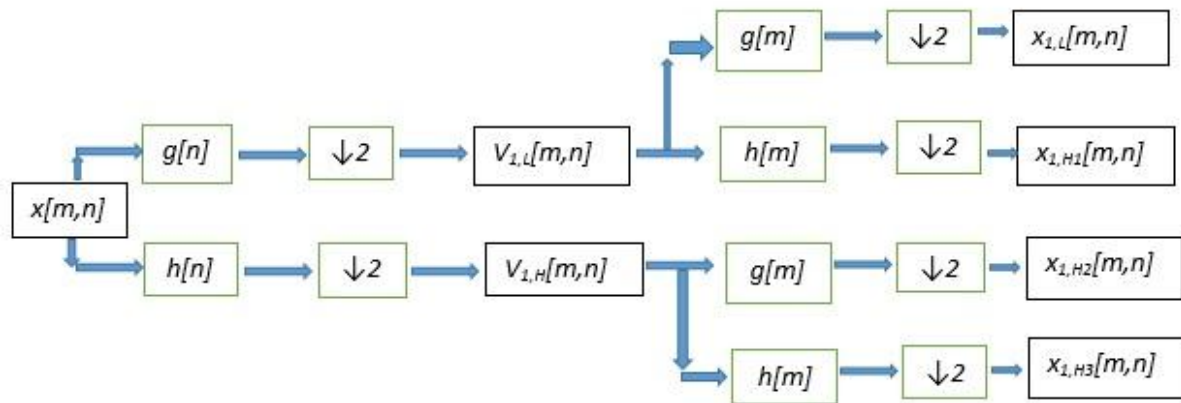 g[m] ↓2 x₁,L[m,n]
g[n] ↓2 V₁,L[m,n] h[m] ↓2 x₁,H1[m,n]
x[m,n]
h[n] ↓2 V₁,H[m,n] g[m] ↓2 x₁,H2[m,n]
h[m] ↓2 x₁,H3[m,n]